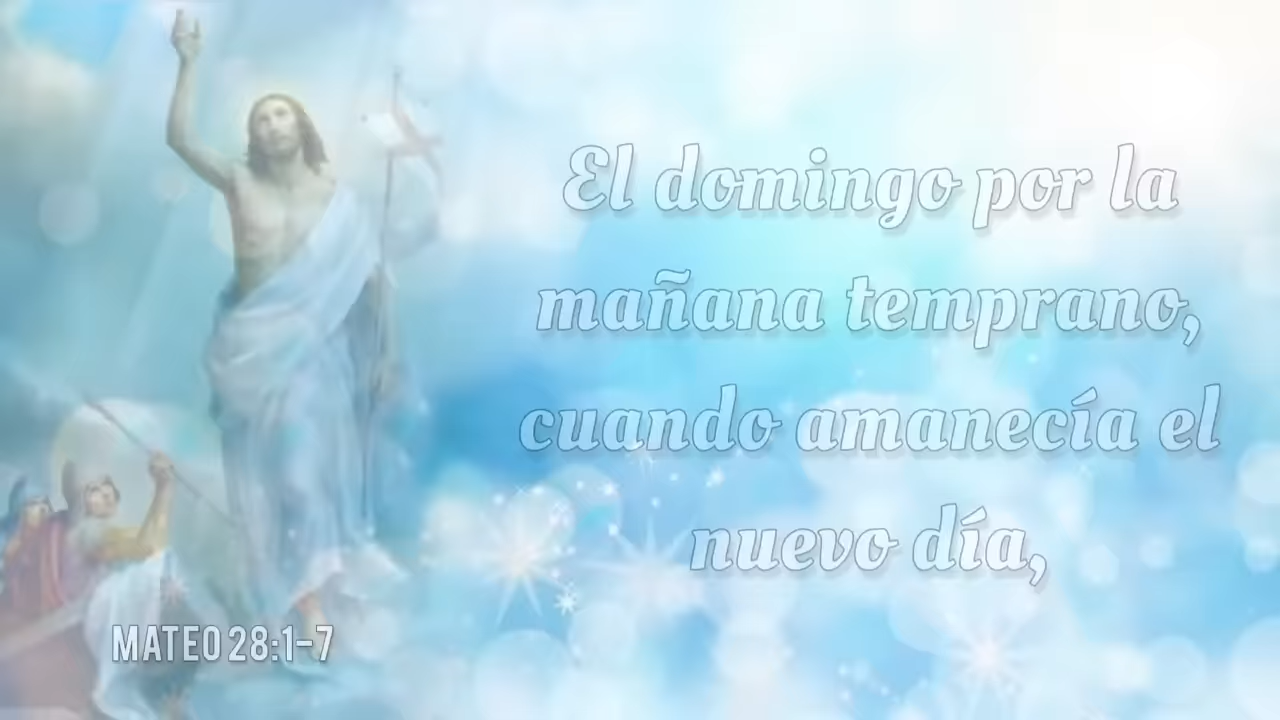 El domingo por la
mañana temprano,
cuando amanecía el
nuevo día,
MATEO 28:1-7